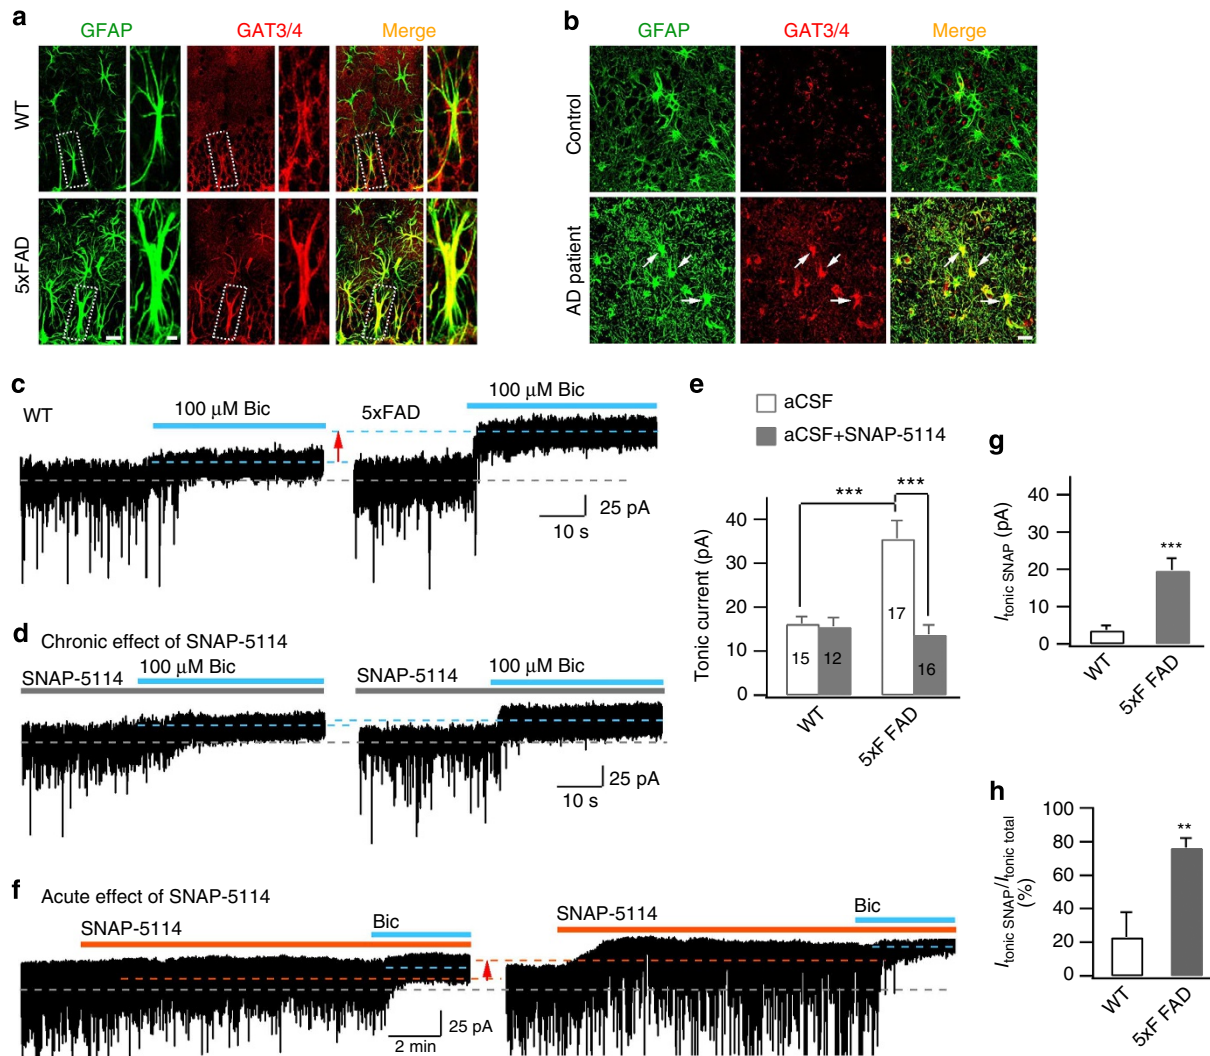 a
GFAP
GAT3/4
Merge
WT
5xFAD
b
GFAP
GAT3/4
Merge
Control
AD patient
c
WT
100 µM Bic
5xFAD
100 µM Bic
25 pA
10 s
d
Chronic effect of SNAP-5114
SNAP-5114
100 µM Bic
SNAP-5114
100 µM Bic
25 pA
10 s
e
aCSF
aCSF+SNAP-5114
Tonic current (pA)
40
30
20
10
0
***
***
15
12
17
16
WT
5xF FAD
f
Acute effect of SNAP-5114
SNAP-5114
Bic
SNAP-5114
Bic
25 pA
2 min
g
I tonic SNAP (pA)
40
30
20
10
0
***
WT
5xF FAD
h
I tonic SNAP/I tonic total
(%)
100
80
60
40
20
0
**
WT
5xF FAD